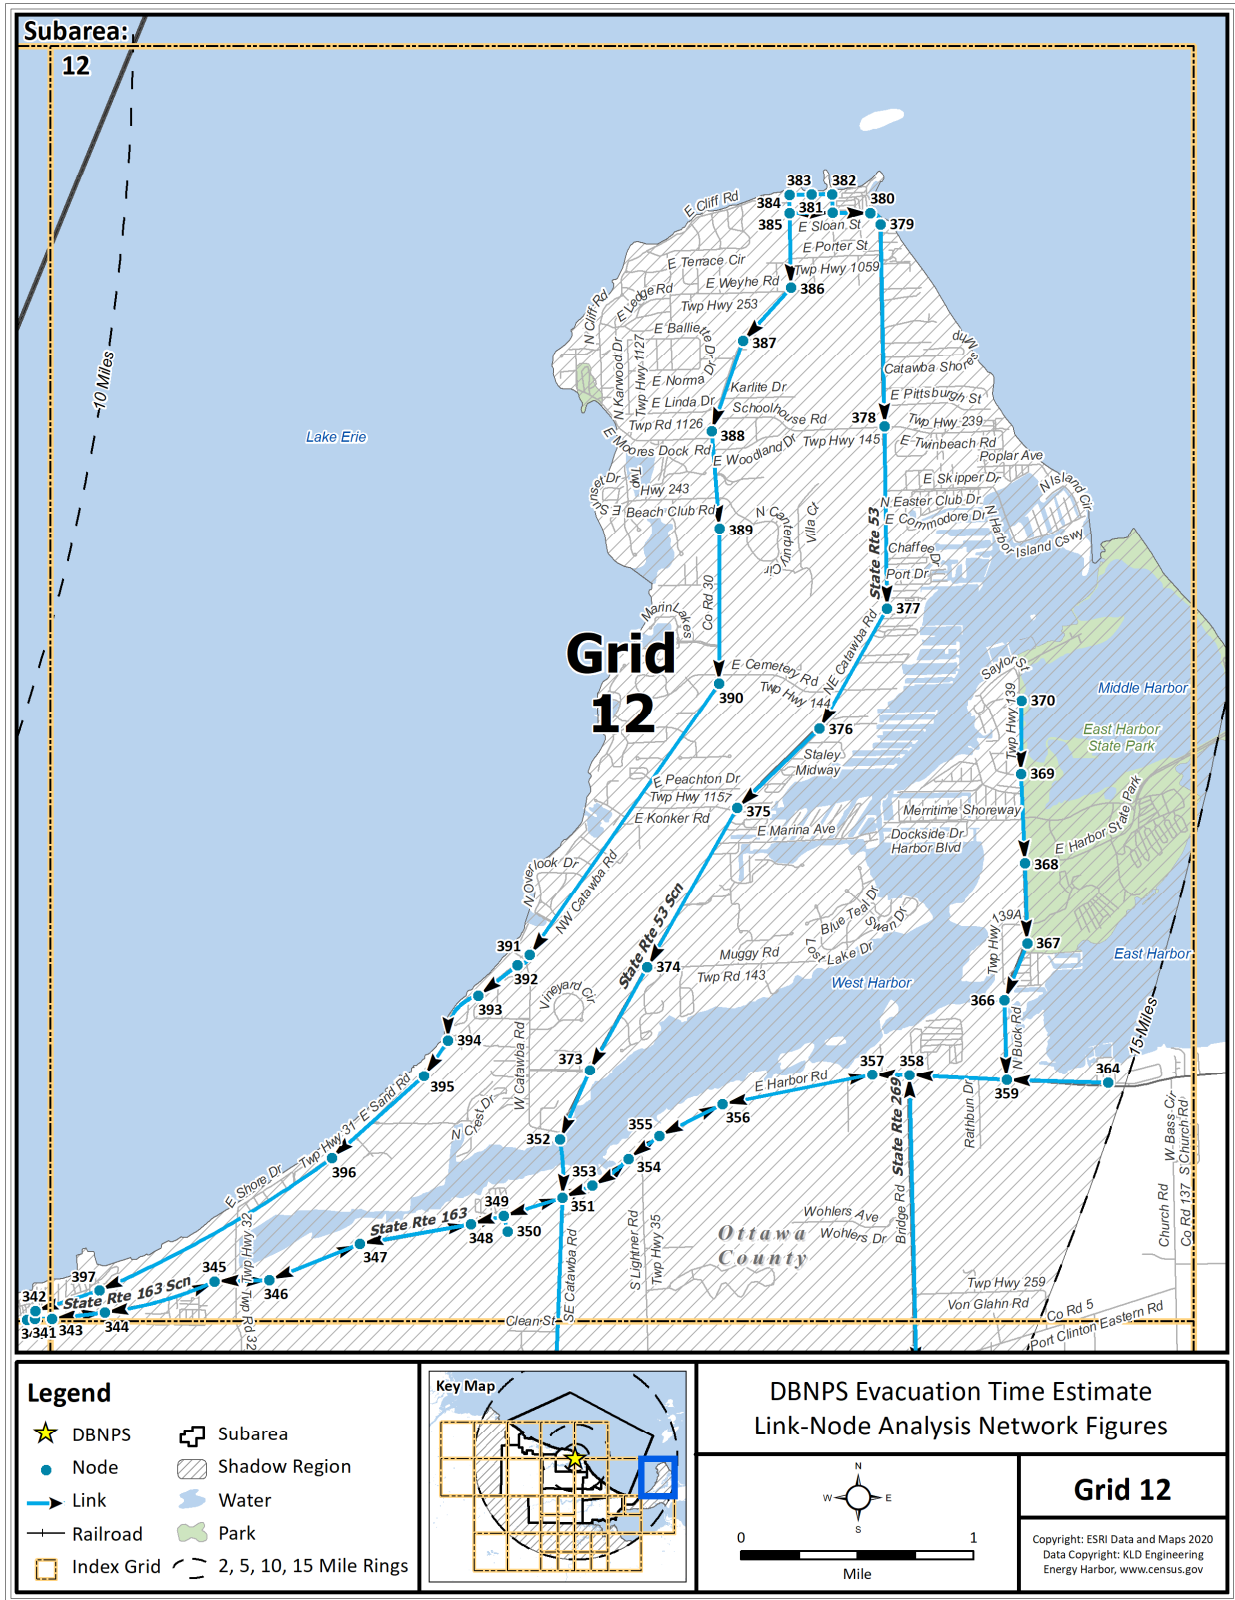 Subarea:
12
383
382
384
381
380
385
379
E Cliff Rd
E Sloan St
E Porter St
E Terrace Cir
Twp Hwy 1059
E Weyhe Rd
386
N Cliff Rd
E Ledge Rd
Twp Hwy 253
E Balliette Dr
387
N Karwood Dr
Twp Hwy 1127
Catawba Shores
E Norma Dr
Karlite Dr
E Pittsburgh St
E Linda Dr
Schoolhouse Rd
378
Twp Hwy 239
Twp Rd 1126
388
Twp Hwy 145
E Twinbeach Rd
E Moores Dock Rd
E Woodland Dr
Poplar Ave
10 Miles
Lake Erie
E Skipper Dr
N Island Cir
Twp Hwy 243
N Easter Club Dr
E Beach Club Rd
N Canterbury Cir
Villa Ct
E Commodore Dr
N Harbor
Island Cswy
389
State Rte 53
Chaffee Dr
Port Dr
Co Rd 30
377
Marin Lakes
Grid
12
E Cemetery Rd
NE Catawba Rd
Saylor St
Twp Hwy 144
390
370
Middle Harbor
Twp Hwy 139
376
East Harbor
State Park
Staley
Midway
369
E Peachton Dr
Twp Hwy 1157
375
Merritime Shoreway
E Konker Rd
E Marina Ave
Dockside Dr
Harbor Blvd
E Harbor State Park
N Overlook Dr
368
NW Catawba Rd
State Rte 53 Scn
Blue Teal Dr
Swan Dr
Twp Hwy 139A
391
Muggy Rd
Lost Lake Dr
367
East Harbor
392
374
Twp Rd 143
West Harbor
393
Vineyard Cir
366
394
W Catawba Rd
N Buck Rd
15 Miles
373
357
358
395
E Harbor Rd
359
364
E Sand Rd
356
Rathbun Dr
N Crest Dr
352
355
State Rte 269
W Bass Cir
S Church Rd
Twp Hwy 31
396
354
353
E Shore Dr
351
349
State Rte 163
350
348
347
Bridge Rd
Wohlers Ave
Wohlers Dr
Church Rd
Co Rd 137
Ottawa
County
S Lightner Rd
Twp Hwy 35
SE Catawba Rd
Twp Hwy 32
397
345
346
State Rte 163 Scn
Twp Hwy 259
342
Von Glahn Rd
Co Rd 5
341
343
344
Twp Rd 32
Clean St
Port Clinton Eastern Rd
Legend
DBNPS
Subarea
Node
Shadow Region
Link
Water
Railroad
Park
Index Grid
2, 5, 10, 15 Mile Rings
Key Map
DBNPS Evacuation Time Estimate
Link-Node Analysis Network Figures
N
W
E
S
0
1
Mile
Grid 12
Copyright: ESRI Data and Maps 2020
Data Copyright: KLD Engineering
Energy Harbor, www.census.gov